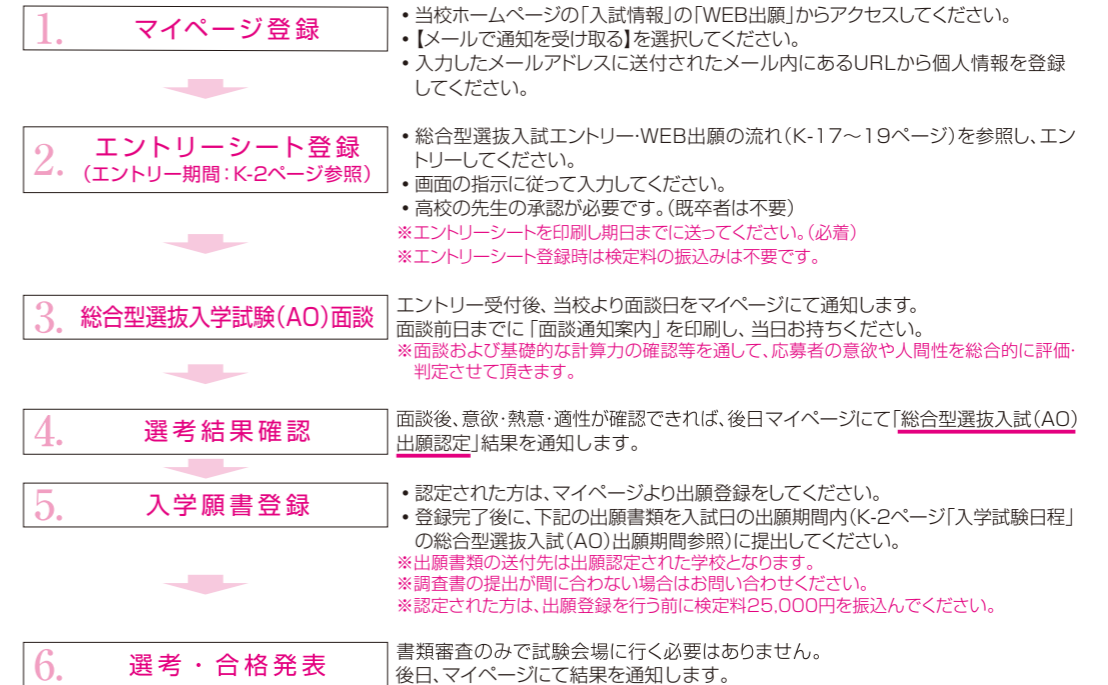 1. マイページ登録
• 当校ホームページの「入試情報」の「WEB出願」からアクセスしてください。
• 【メールで通知を受け取る】を選択してください。
• 入力したメールアドレスに送付されたメール内にあるURLから個人情報を登録
してください。
2. エントリーシート登録
(エントリー期間：K-2ページ参照)
• 総合型選抜入試エントリー・WEB出願の流れ(K-17〜19ページ)を参照し、エン
トリーしてください。
• 画面の指示に従って入力してください。
• 高校の先生の承認が必要です。(既卒者は不要)
※エントリーシートを印刷し期日までに送ってください。(必着)
※エントリーシート登録時は検定料の振込みは不要です。
3. 総合型選抜入学試験(AO)面談
エントリー受付後、当校より面談日をマイページにて通知します。
面談前日までに「面談通知案内」を印刷し、当日お持ちください。
※面談および基礎的な計算力の確認等を通して、応募者の意欲や人間性を総合的に評価・
判定させて頂きます。
4. 選考結果確認
面談後、意欲・熱意・適性が確認できれば、後日マイページにて「総合型選抜入試(AO)
出願認定」結果を通知します。
5. 入学願書登録
• 認定された方は、マイページより出願登録をしてください。
• 登録完了後に、下記の出願書類を入試日の出願期間内(K-2ページ「入学試験日程」
の総合型選抜入試(AO)出願期間参照)に提出してください。
※出願書類の送付先は出願認定された学校となります。
※調査書の提出が間に合わない場合はお問い合わせください。
※認定された方は、出願登録を行う前に検定料25,000円を振込んでください。
6. 選考・合格発表
書類審査のみで試験会場に行く必要はありません。
後日、マイページにて結果を通知します。